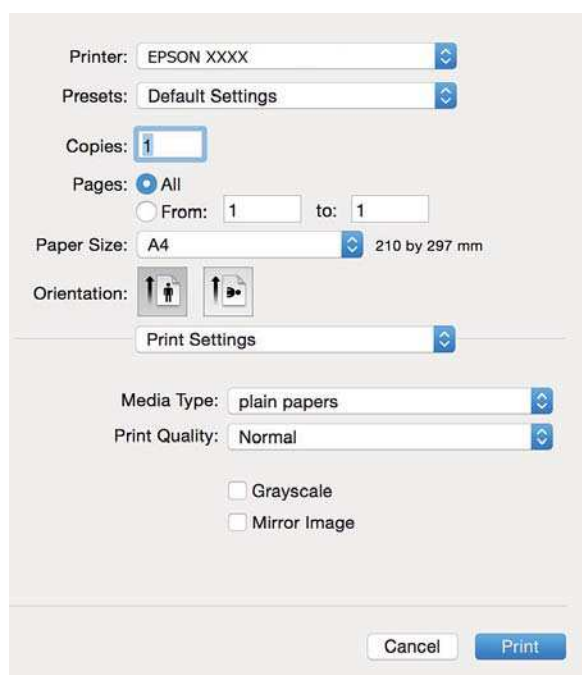 Printer: EPSON XXXX
Presets: Default Settings
Copies: 1
Pages: All
From: 1 to: 1
Paper Size: A4 210 by 297 mm
Orientation:
Print Settings
Media Type: plain papers
Print Quality: Normal
Grayscale
Mirror Image
Cancel Print